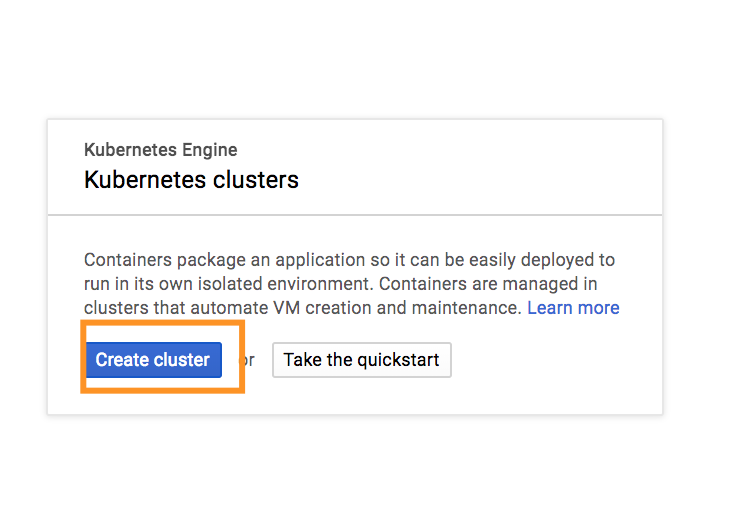 Kubernetes Engine
Kubernetes clusters
Containers package an application so it can be easily deployed to
run in its own isolated environment. Containers are managed in
clusters that automate VM creation and maintenance. Learn more
Create cluster or Take the quickstart